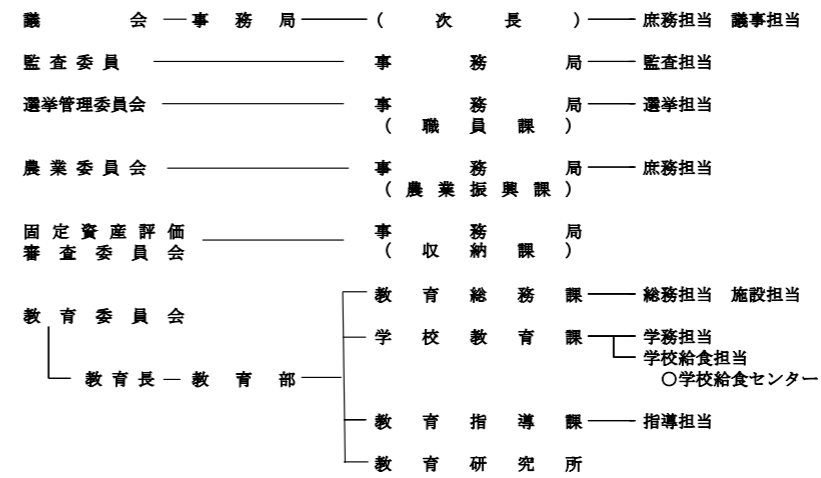 議会 事務局 (次長) 庶務担当 議事担当
監査委員 事務局 監査担当
選挙管理委員会 事務局 選挙担当
(職員課)
農業委員会 事務局 庶務担当
(農業振興課)
固定資産評価 事務局
審査委員会 (収納課)
教育総務課 総務担当 施設担当
教育委員会
学校教育課 学務担当
学校給食担当
教育長 教育部 〇学校給食センター
教育指導課 指導担当
教育研究所